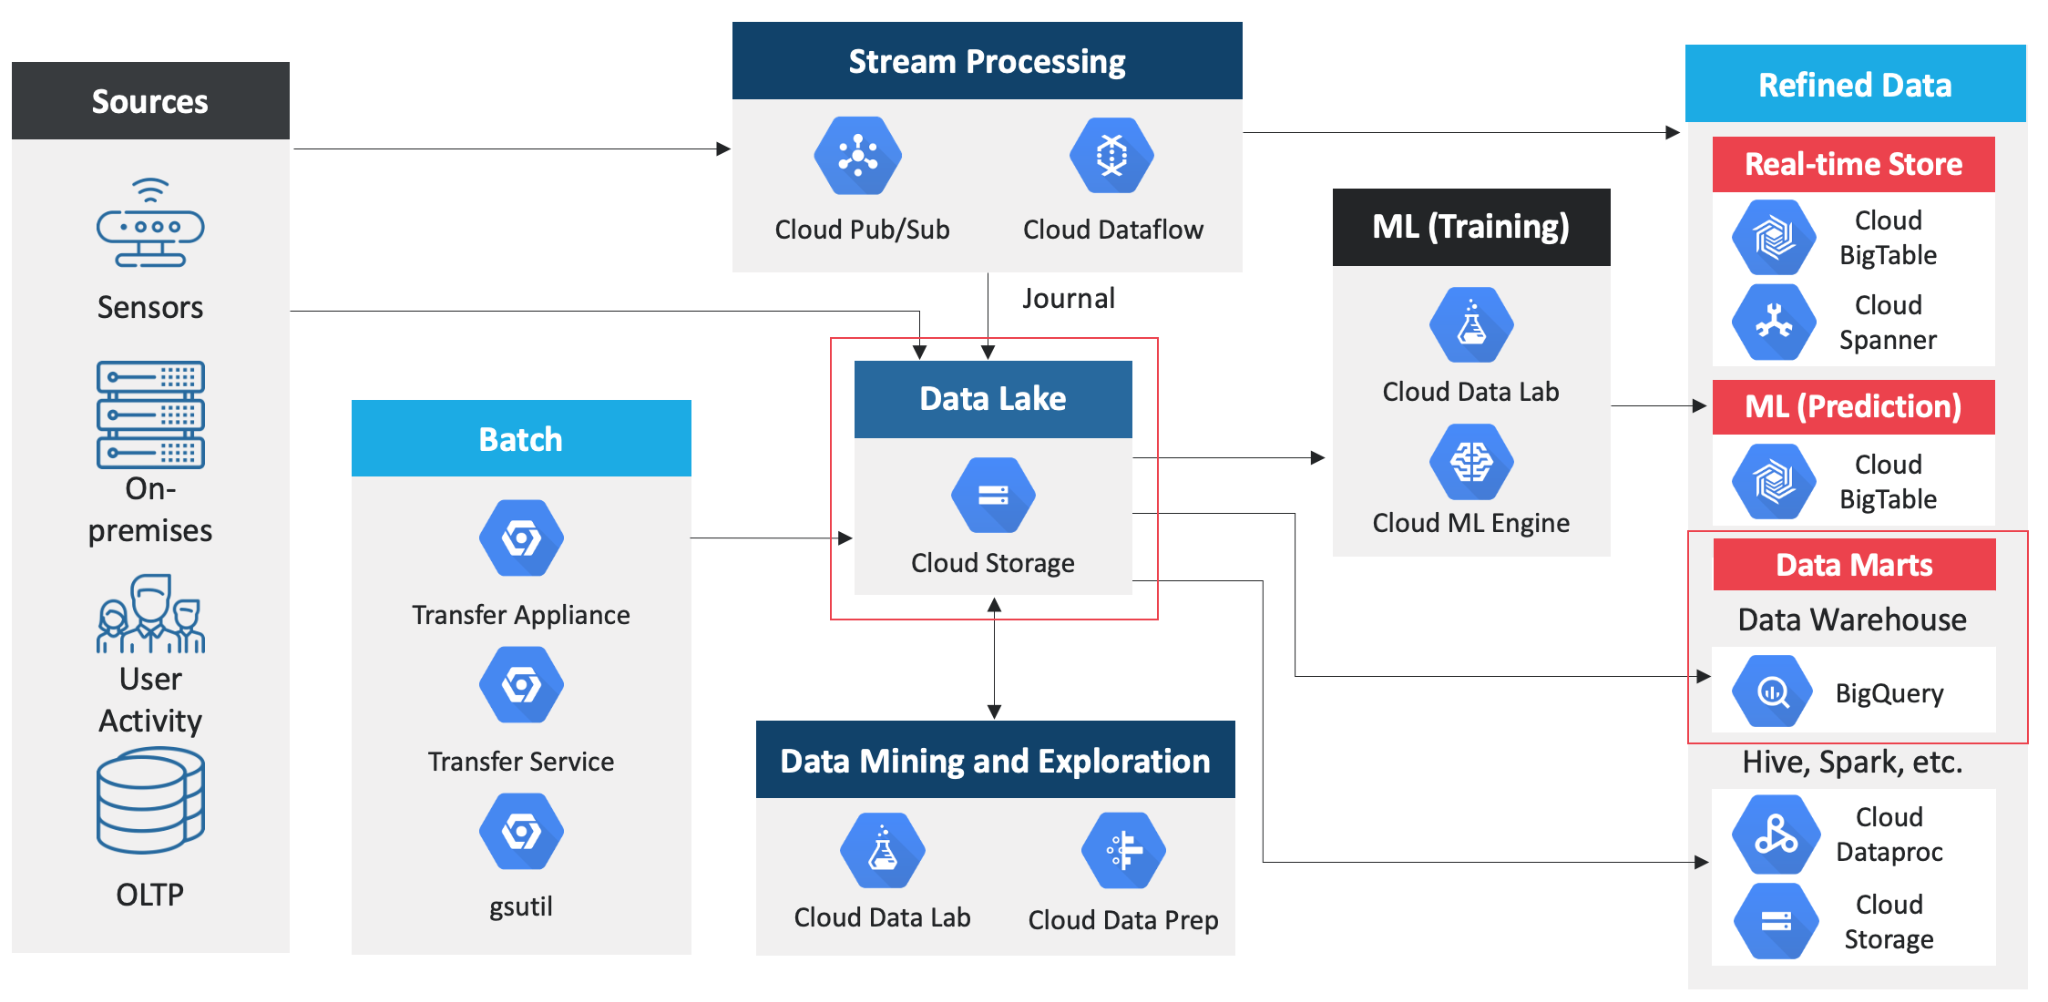 Sources
Sensors
On-
premises
User
Activity
OLTP
Batch
Transfer Appliance
Transfer Service
gsutil
Stream Processing
Cloud Pub/Sub
Cloud Dataflow
Journal
Data Lake
Cloud Storage
Data Mining and Exploration
Cloud Data Lab
Cloud Data Prep
ML (Training)
Cloud Data Lab
Cloud ML Engine
Refined Data
Real-time Store
Cloud
BigTable
Cloud
Spanner
ML (Prediction)
Cloud
BigTable
Data Marts
Data Warehouse
BigQuery
Hive, Spark, etc.
Cloud
Dataproc
Cloud
Storage